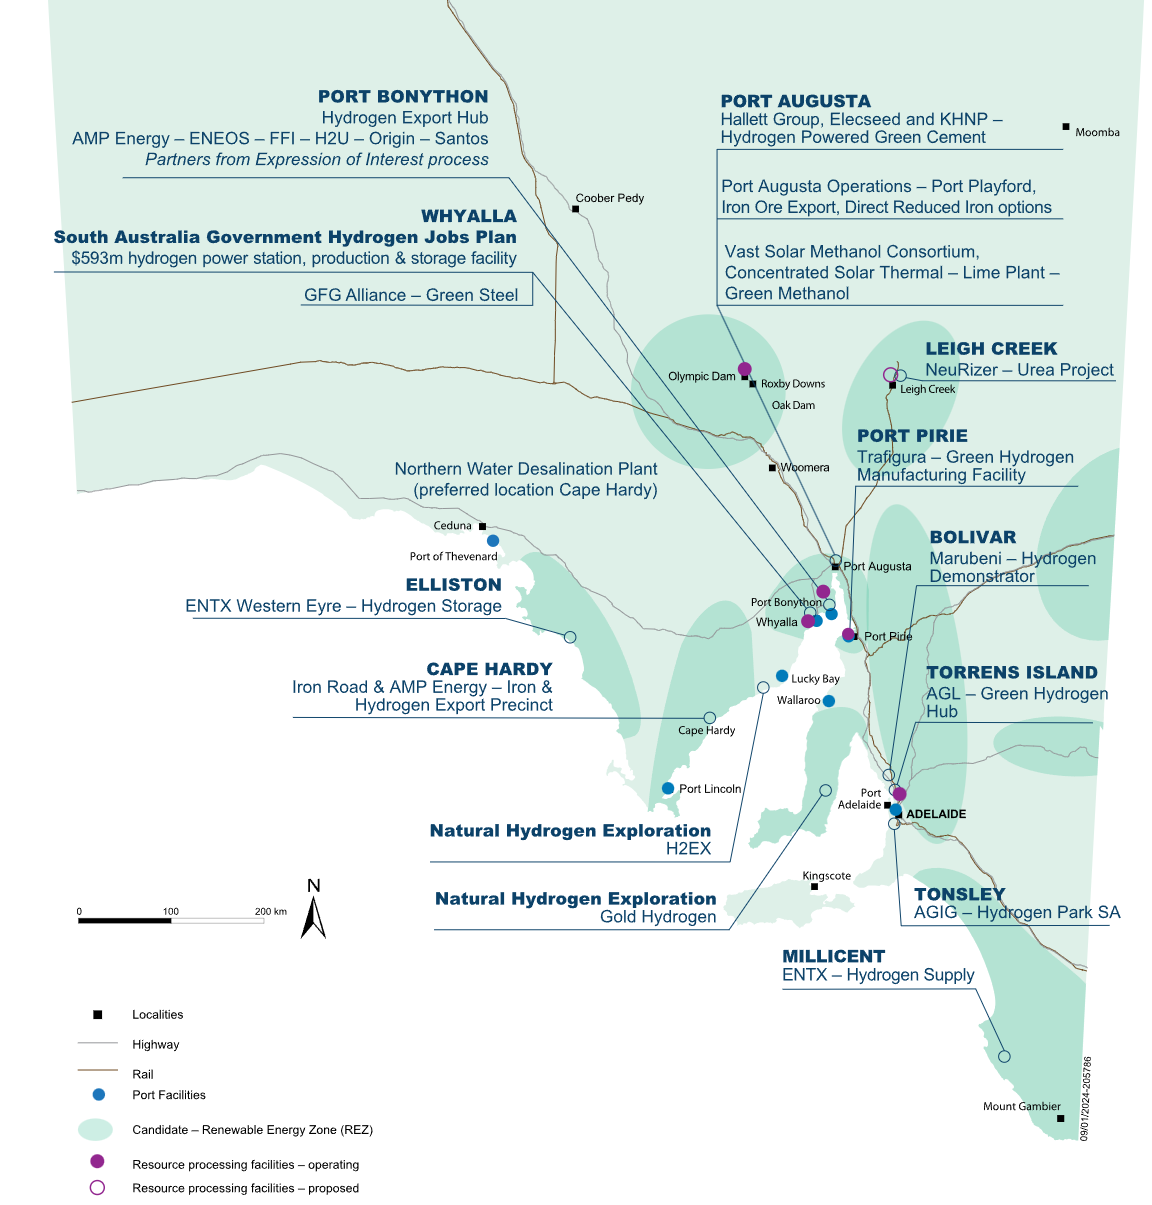 PORT BONYTHON
Hydrogen Export Hub
AMP Energy – ENEOS – FFI – H2U – Origin – Santos
Partners from Expression of Interest process
PORT AUGUSTA
Hallett Group, Elecseed and KHNP –
Hydrogen Powered Green Cement
Moomba
Port Augusta Operations – Port Playford,
Iron Ore Export, Direct Reduced Iron options
Coober Pedy
WHYALLA
South Australia Government Hydrogen Jobs Plan
$593m hydrogen power station, production & storage facility
GFG Alliance – Green Steel
Vast Solar Methanol Consortium,
Concentrated Solar Thermal – Lime Plant –
Green Methanol
LEIGH CREEK
NeuRizer – Urea Project
Leigh Creek
Olympic Dam
Roxby Downs
Oak Dam
PORT PIRIE
Trafigura – Green Hydrogen
Manufacturing Facility
Woomera
Northern Water Desalination Plant
(preferred location Cape Hardy)
Ceduna
Port of Thevenard
BOLIVAR
Marubeni – Hydrogen
Demonstrator
Port Augusta
ELLISTON
ENTX Western Eyre – Hydrogen Storage
Port Bonython
Whyalla
Port Pirie
CAPE HARDY
Iron Road & AMP Energy – Iron &
Hydrogen Export Precinct
TORRENS ISLAND
AGL – Green Hydrogen
Hub
Lucky Bay
Wallaroo
Cape Hardy
Port Lincoln
Port
Adelaide
ADELAIDE
Natural Hydrogen Exploration
H2EX
Kingscote
Natural Hydrogen Exploration
Gold Hydrogen
TONSLEY
AGIG – Hydrogen Park SA
N
0 100 200 km
MILLICENT
ENTX – Hydrogen Supply
Mount Gambier
09/01/2024-205786
Localities
Highway
Rail
Port Facilities
Candidate – Renewable Energy Zone (REZ)
Resource processing facilities – operating
Resource processing facilities – proposed